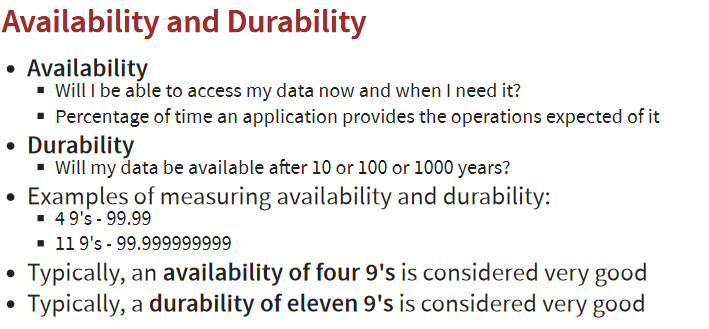 Availability and Durability
• Availability
▪ Will I be able to access my data now and when I need it?
▪ Percentage of time an application provides the operations expected of it
• Durability
▪ Will my data be available after 10 or 100 or 1000 years?
• Examples of measuring availability and durability:
▪ 4 9's - 99.99
▪ 11 9's - 99.999999999
• Typically, an availability of four 9's is considered very good
• Typically, a durability of eleven 9's is considered very good